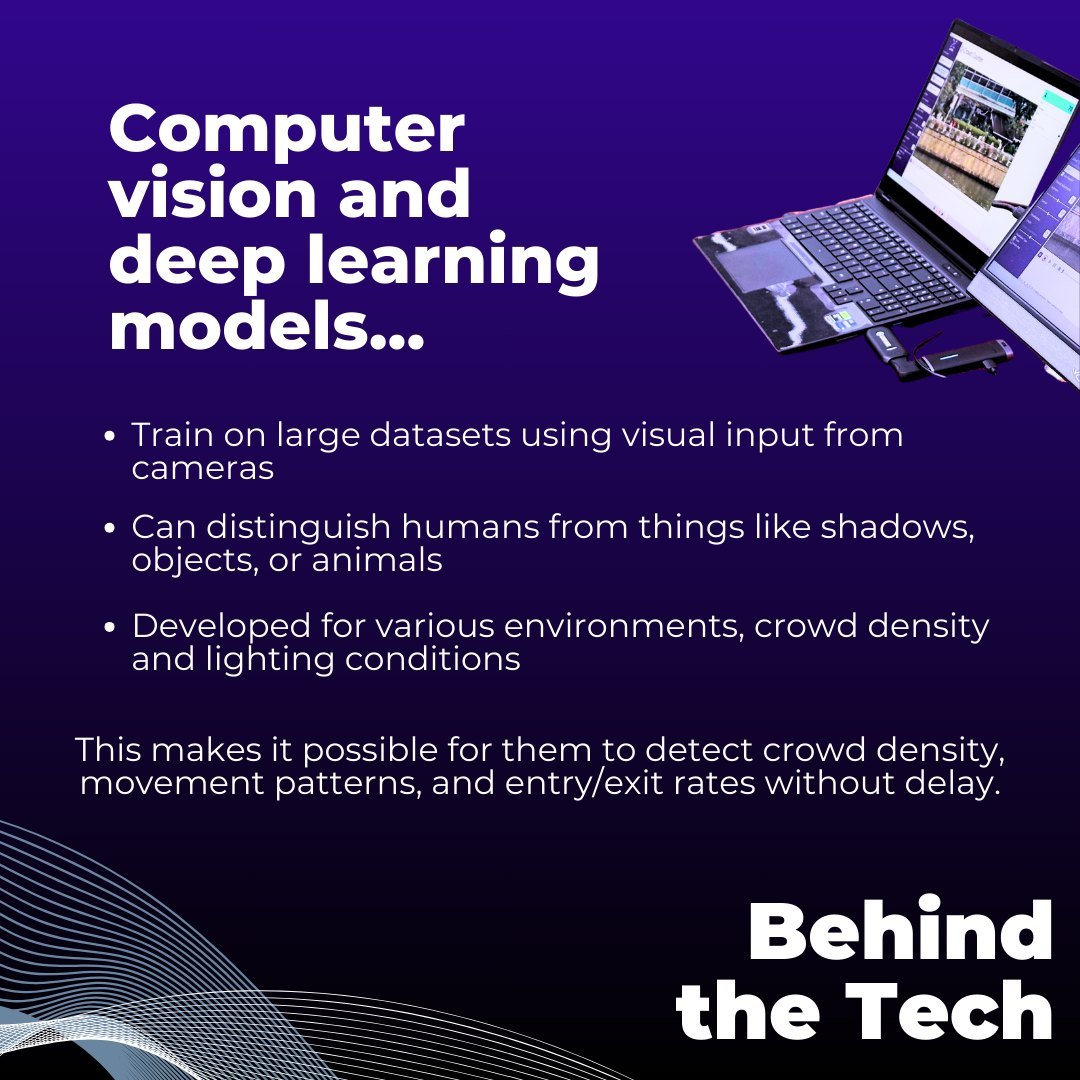 Computer
vision and
deep learning
models...
• Train on large datasets using visual input from
cameras
• Can distinguish humans from things like shadows,
objects, or animals
• Developed for various environments, crowd density
and lighting conditions
This makes it possible for them to detect crowd density,
movement patterns, and entry/exit rates without delay.
Behind
the Tech